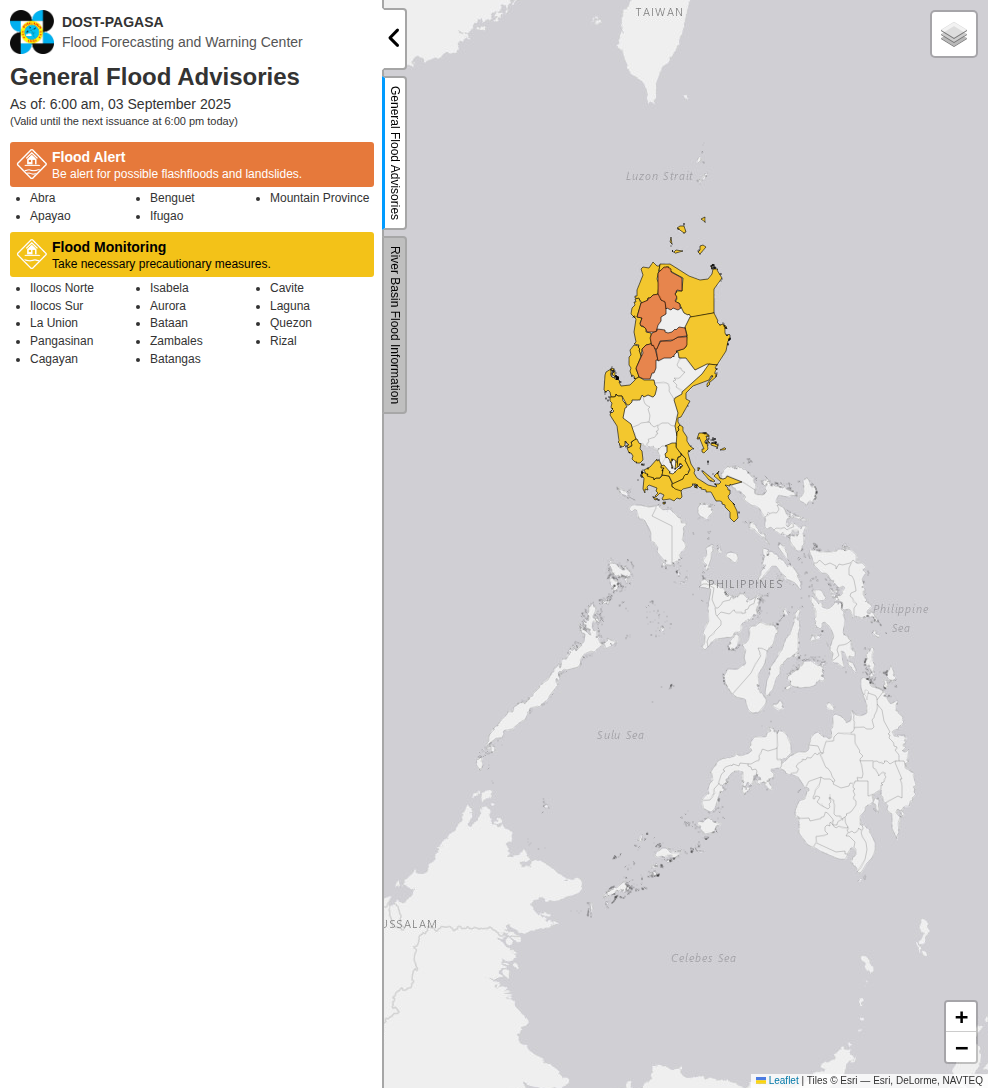 DOST-PAGASA
Flood Forecasting and Warning Center
General Flood Advisories
As of: 6:00 am, 03 September 2025
(Valid until the next issuance at 6:00 pm today)
Flood Alert
Be alert for possible flashfloods and landslides.
Abra
Apayao
Benguet
Ifugao
Mountain Province
Flood Monitoring
Take necessary precautionary measures.
Ilocos Norte
Ilocos Sur
La Union
Pangasinan
Cagayan
Isabela
Aurora
Bataan
Zambales
Batangas
Cavite
Laguna
Quezon
Rizal
General Flood Advisories
River Basin Flood Information
TAIWAN
Luzon Strait
PHILIPPINES
Philippine
Sea
Sulu Sea
USSALAM
Celebes Sea
+
−
Leaflet | Tiles © Esri — Esri, DeLorme, NAVTEQ